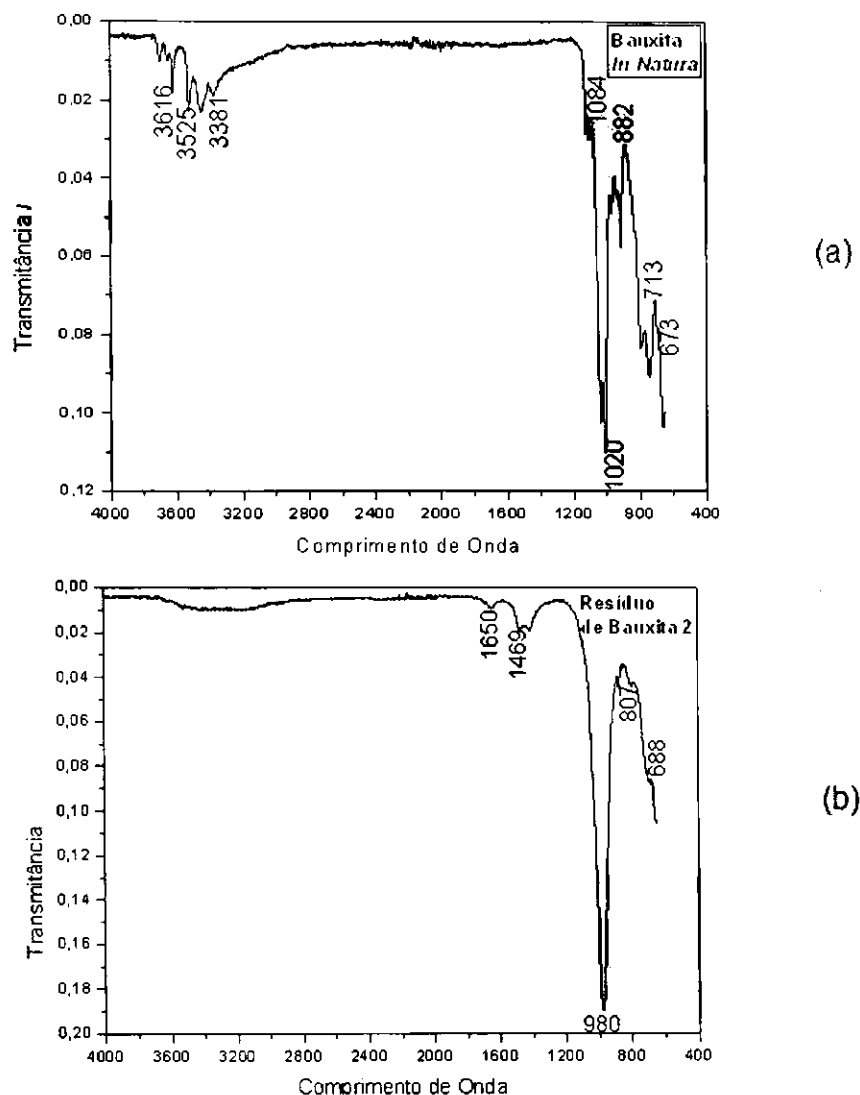 0,00
0,02
0,04
0,06
0,08
0,10
0,12
Transmitância /
Bauxita
In Natura
3616
3525
3381
1084
882
713
673
1020
4000 3600 3200 2800 2400 2000 1600 1200 800 400
Comprimento de Onda
(a)
0,00
0,02
0,04
0,06
0,08
0,10
0,12
0,14
0,16
0,18
0,20
Transmitância
Resíduo
de Bauxita 2
1650
1469
980
807
688
4000 3600 3200 2800 2400 2000 1600 1200 800 400
Comprimento de Onda
(b)